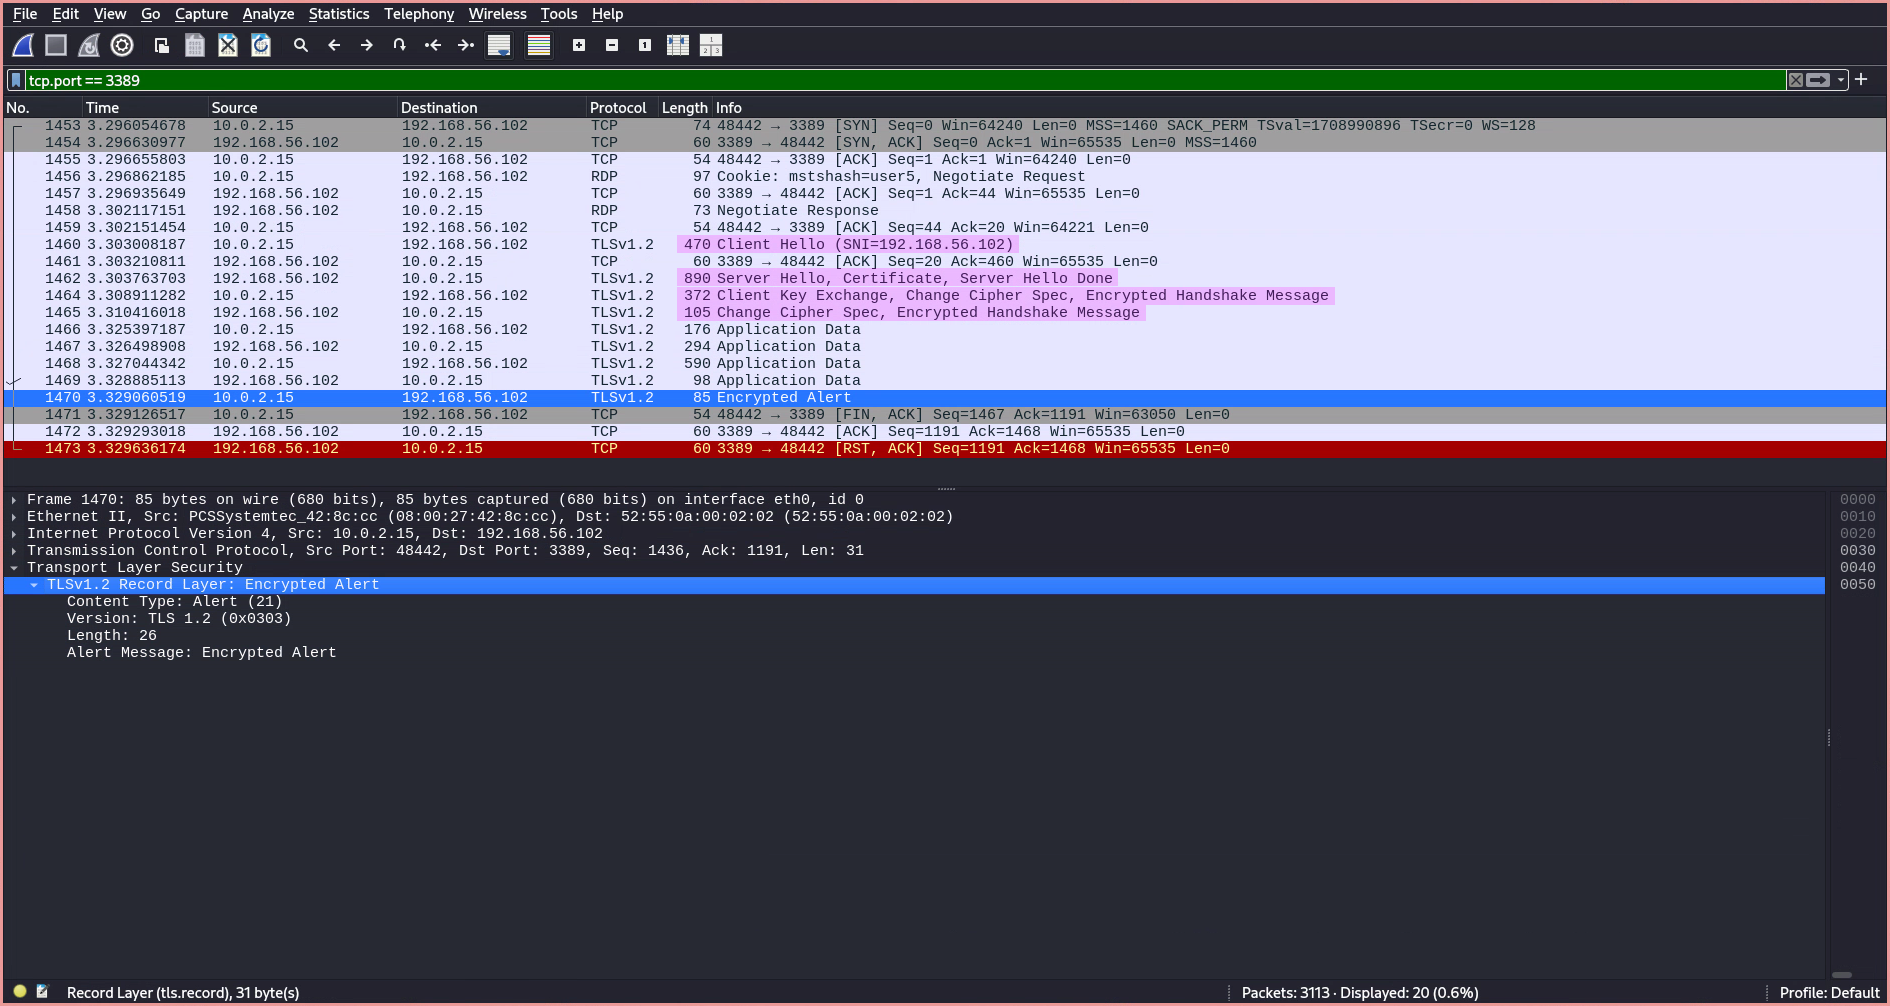 File Edit View Go Capture Analyze Statistics Telephony Wireless Tools Help
tcp.port == 3389
No. Time Source Destination Protocol Length Info
1453 3.296054678 10.0.2.15 192.168.56.102 TCP 74 48442 → 3389 [SYN] Seq=0 Win=64240 Len=0 MSS=1460 SACK_PERM TSval=1708990896 TSecr=0 WS=128
1454 3.296630977 192.168.56.102 10.0.2.15 TCP 60 3389 → 48442 [SYN, ACK] Seq=0 Ack=1 Win=65535 Len=0 MSS=1460
1455 3.296655803 10.0.2.15 192.168.56.102 TCP 54 48442 → 3389 [ACK] Seq=1 Ack=1 Win=64240 Len=0
1456 3.296862185 10.0.2.15 192.168.56.102 RDP 97 Cookie: mstshash=user5, Negotiate Request
1457 3.296935649 192.168.56.102 10.0.2.15 TCP 60 3389 → 48442 [ACK] Seq=1 Ack=44 Win=65535 Len=0
1458 3.302117151 192.168.56.102 10.0.2.15 RDP 73 Negotiate Response
1459 3.302151454 10.0.2.15 192.168.56.102 TCP 54 48442 → 3389 [ACK] Seq=44 Ack=20 Win=64221 Len=0
1460 3.303008187 10.0.2.15 192.168.56.102 TLSv1.2 470 Client Hello (SNI=192.168.56.102)
1461 3.303210811 192.168.56.102 10.0.2.15 TCP 60 3389 → 48442 [ACK] Seq=20 Ack=460 Win=65535 Len=0
1462 3.303763703 192.168.56.102 10.0.2.15 TLSv1.2 890 Server Hello, Certificate, Server Hello Done
1464 3.308911282 10.0.2.15 192.168.56.102 TLSv1.2 372 Client Key Exchange, Change Cipher Spec, Encrypted Handshake Message
1465 3.310416018 192.168.56.102 10.0.2.15 TLSv1.2 105 Change Cipher Spec, Encrypted Handshake Message
1466 3.325397187 10.0.2.15 192.168.56.102 TLSv1.2 176 Application Data
1467 3.326498908 192.168.56.102 10.0.2.15 TLSv1.2 294 Application Data
1468 3.327044342 10.0.2.15 192.168.56.102 TLSv1.2 590 Application Data
1469 3.328885113 192.168.56.102 10.0.2.15 TLSv1.2 98 Application Data
1470 3.329060519 10.0.2.15 192.168.56.102 TLSv1.2 85 Encrypted Alert
1471 3.329126517 10.0.2.15 192.168.56.102 TCP 54 48442 → 3389 [FIN, ACK] Seq=1467 Ack=1191 Win=63050 Len=0
1472 3.329293018 192.168.56.102 10.0.2.15 TCP 60 3389 → 48442 [ACK] Seq=1191 Ack=1468 Win=65535 Len=0
1473 3.329636174 192.168.56.102 10.0.2.15 TCP 60 3389 → 48442 [RST, ACK] Seq=1191 Ack=1468 Win=65535 Len=0
Frame 1470: 85 bytes on wire (680 bits), 85 bytes captured (680 bits) on interface eth0, id 0
Ethernet II, Src: PCSSystemtec_42:8c:cc (08:00:27:42:8c:cc), Dst: 52:55:0a:00:02:02 (52:55:0a:00:02:02)
Internet Protocol Version 4, Src: 10.0.2.15, Dst: 192.168.56.102
Transmission Control Protocol, Src Port: 48442, Dst Port: 3389, Seq: 1436, Ack: 1191, Len: 31
Transport Layer Security
TLSv1.2 Record Layer: Encrypted Alert
Content Type: Alert (21)
Version: TLS 1.2 (0x0303)
Length: 26
Alert Message: Encrypted Alert
0000
0010
0020
0030
0040
0050
Record Layer (tls.record), 31 byte(s)
Packets: 3113 · Displayed: 20 (0.6%)
Profile: Default